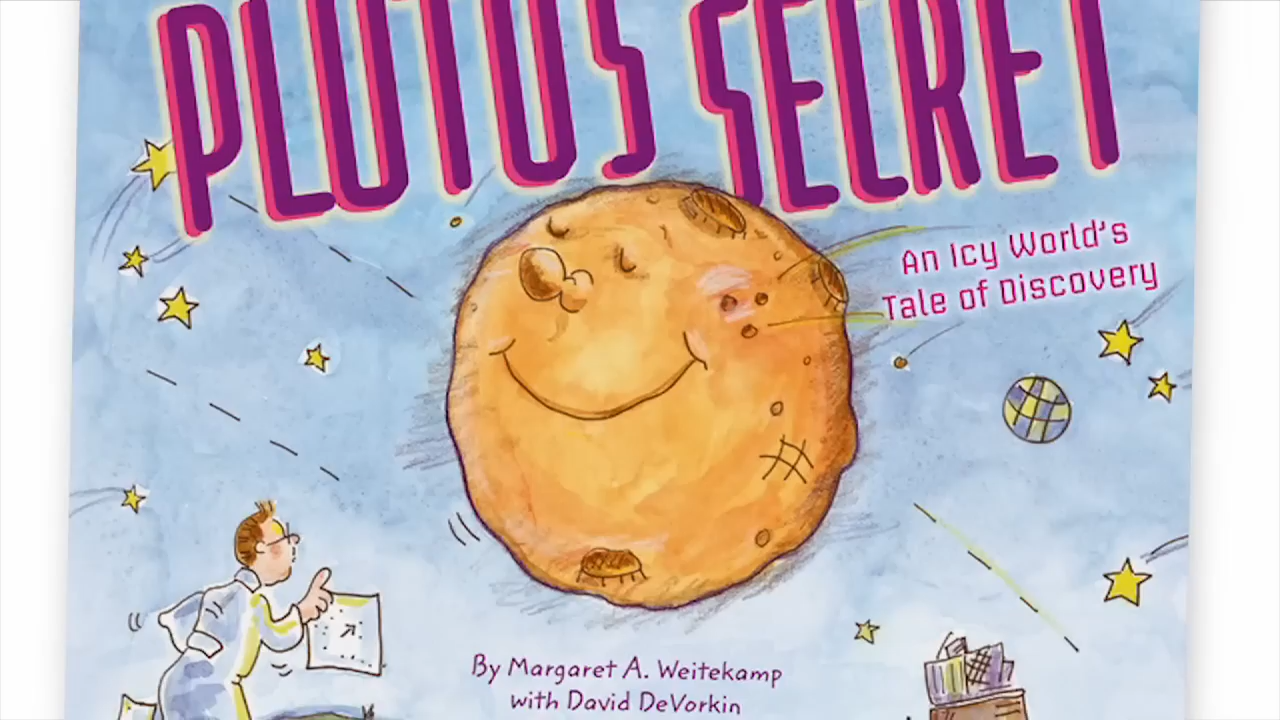 PLUTO'S SECRET
An Icy World's
Tale of Discovery
By Margaret A. Weitekamp
with David DeVorkin